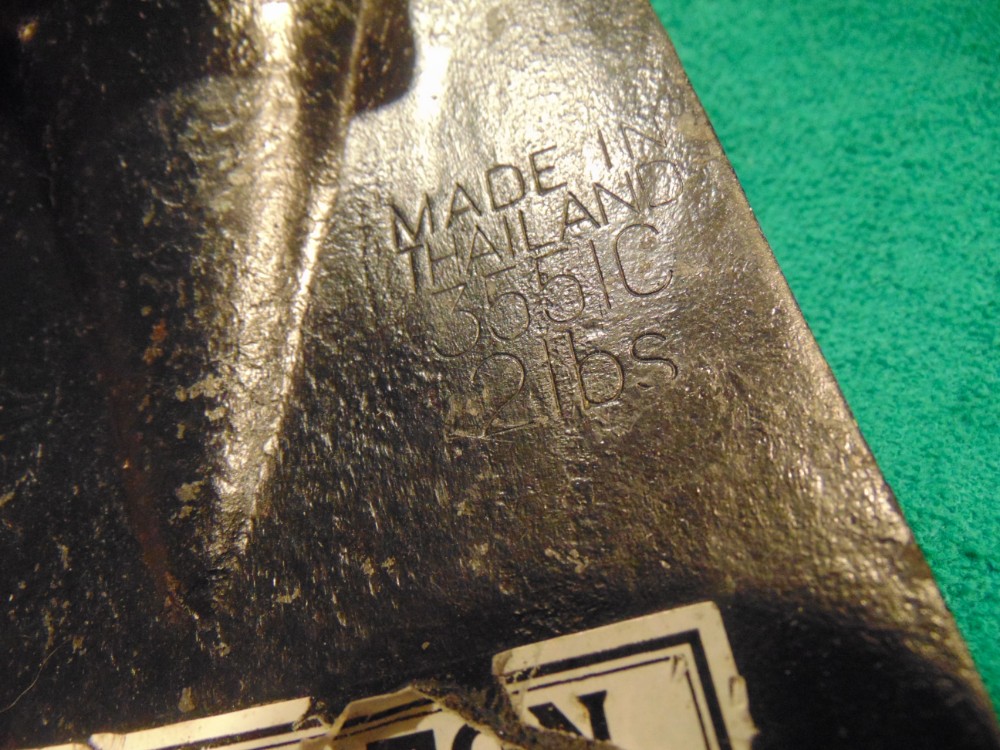 MADE IN
THAILAND
3551C
2lbs